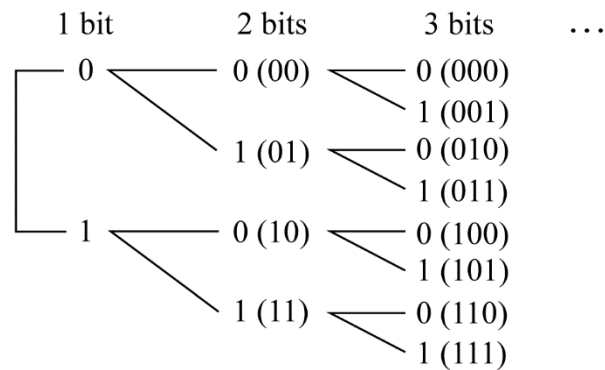 1 bit 2 bits 3 bits ...
0 0 (00) 0 (000)
1 (001)
1 (01) 0 (010)
1 (011)
1 0 (10) 0 (100)
1 (101)
1 (11) 0 (110)
1 (111)